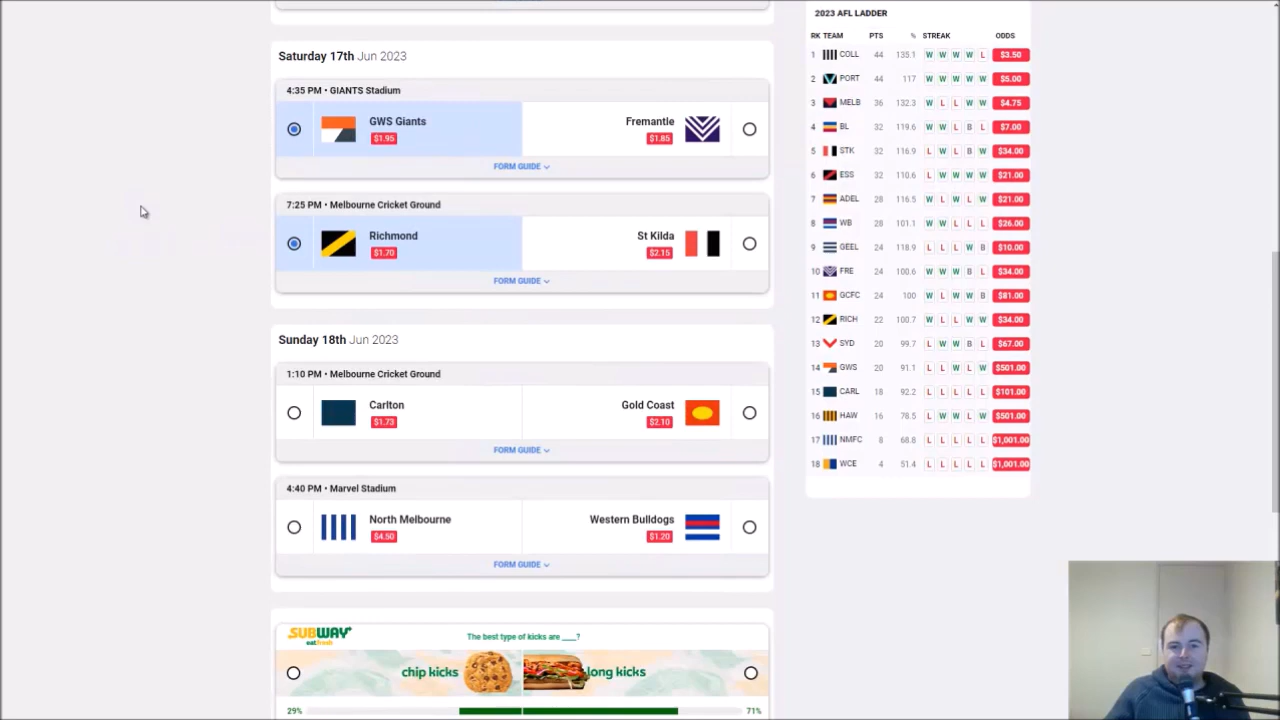 Saturday 17th Jun 2023
4:35 PM • GIANTS Stadium
GWS Giants
$1.95
Fremantle
$1.85
FORM GUIDE
7:25 PM • Melbourne Cricket Ground
Richmond
$1.70
St Kilda
$2.15
FORM GUIDE
Sunday 18th Jun 2023
1:10 PM • Melbourne Cricket Ground
Carlton
$1.73
Gold Coast
$2.10
FORM GUIDE
4:40 PM • Marvel Stadium
North Melbourne
$4.50
Western Bulldogs
$1.20
FORM GUIDE
SUBWAY
eat fresh
The best type of kicks are ___?
chip kicks
long kicks
29%
71%
2023 AFL LADDER
RK TEAM PTS % STREAK ODDS
1 COLL 44 135.1 W W W W L $3.50
2 PORT 44 117 W W W W W $5.00
3 MELB 36 132.3 W L L W W $4.75
4 BL 32 119.6 W W L B L $7.00
5 STK 32 116.9 L W L B W $34.00
6 ESS 32 110.6 L W W W W $21.00
7 ADEL 28 116.5 W L W L W $21.00
8 WB 28 101.1 W W L L L $26.00
9 GEEL 24 118.9 L L L W B $10.00
10 FRE 24 100.6 W W W B L $34.00
11 GCFC 24 100 W L W W B $81.00
12 RICH 22 100.7 W L L W W $34.00
13 SYD 20 99.7 L W W B L $67.00
14 GWS 20 91.1 L L W L W $501.00
15 CARL 18 92.2 L L L L L $101.00
16 HAW 16 78.5 L W W L W $501.00
17 NMFC 8 68.8 L L L L L $1,001.00
18 WCE 4 51.4 L L L L L $1,001.00